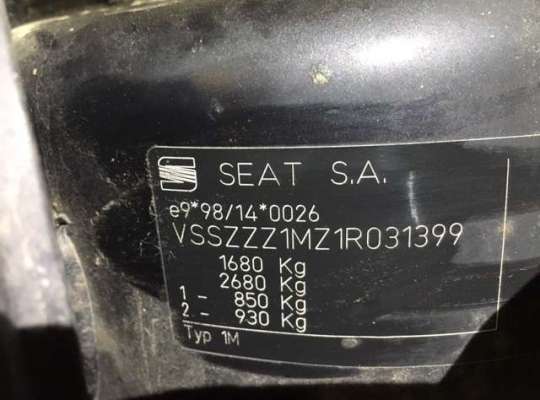 SEAT S.A.
e9*98/14*0026
VSSZZZ1MZ1R031399
1680 Kg
2680 Kg
1 - 850 Kg
2 - 930 Kg
Typ 1M